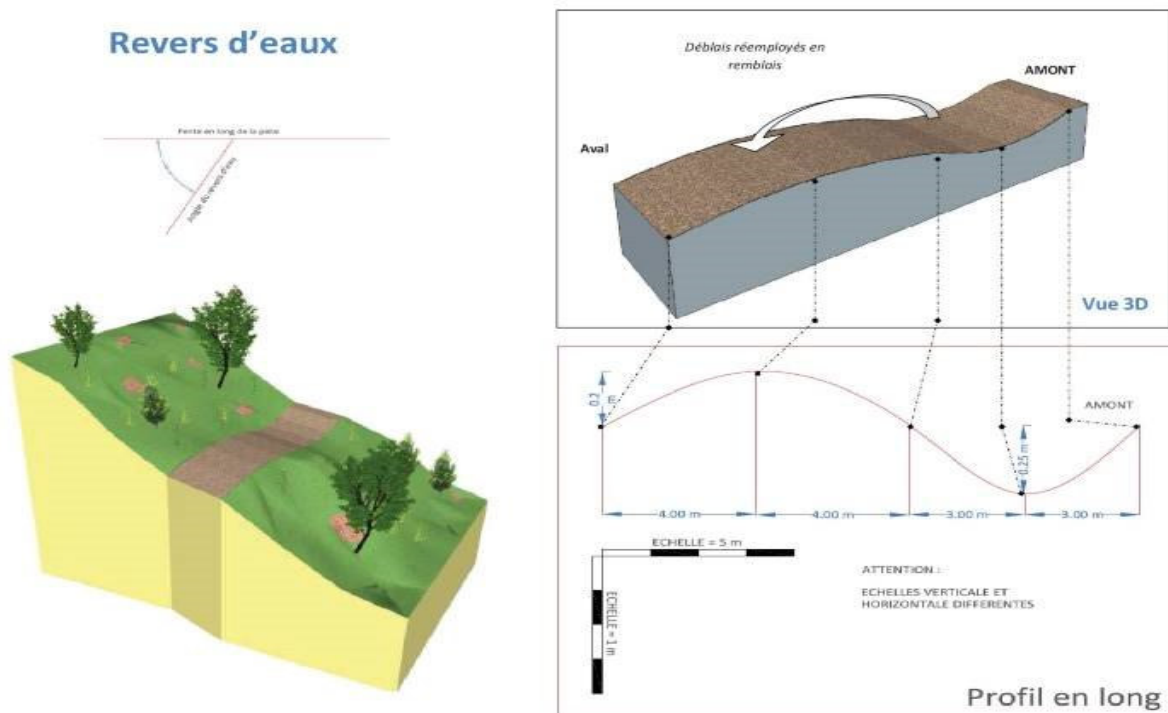 Revers d'eaux
Pente en long de la piste
Angle du revers d'eau
Déblais réemployés en
remblais
AMONT
Aval
Vue 3D
0.2
m
AMONT
0.25 m
4.00 m
4.00 m
3.00 m
3.00 m
ECHELLE = 5 m
ECHELLE = 1 m
ATTENTION :
ECHELLES VERTICALE ET
HORIZONTALE DIFFERENTES
Profil en long